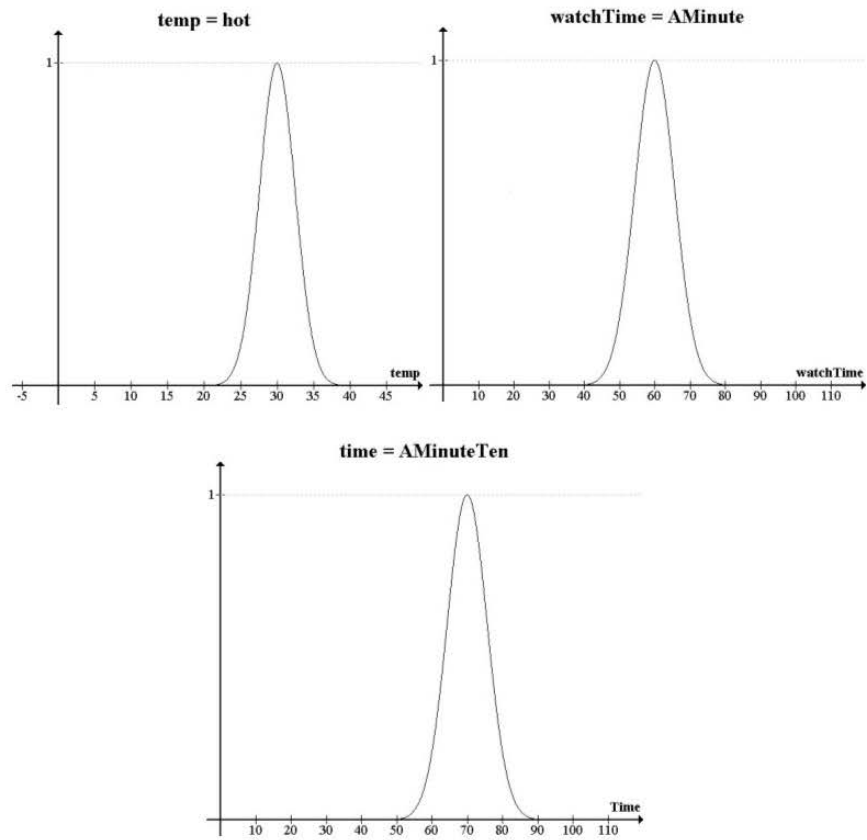 temp = hot
1
temp
-5 5 10 15 20 25 30 35 40 45
watchTime = AMinute
1
watchTime
10 20 30 40 50 60 70 80 90 100 110
time = AMinuteTen
1
Time
10 20 30 40 50 60 70 80 90 100 110